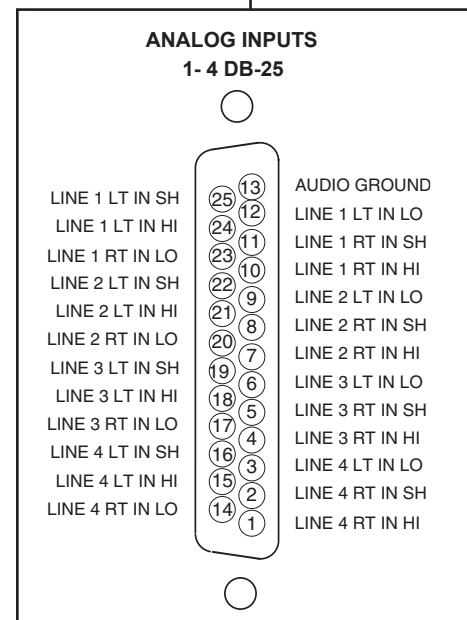 ANALOG INPUTS
1- 4 DB-25
LINE 1 LT IN SH
LINE 1 LT IN HI
LINE 1 RT IN LO
LINE 2 LT IN SH
LINE 2 LT IN HI
LINE 2 RT IN LO
LINE 3 LT IN SH
LINE 3 LT IN HI
LINE 3 RT IN LO
LINE 4 LT IN SH
LINE 4 LT IN HI
LINE 4 RT IN LO
25
24
23
22
21
20
19
18
17
16
15
14
13
12
11
10
9
8
7
6
5
4
3
2
1
AUDIO GROUND
LINE 1 LT IN LO
LINE 1 RT IN SH
LINE 1 RT IN HI
LINE 2 LT IN LO
LINE 2 RT IN SH
LINE 2 RT IN HI
LINE 3 LT IN LO
LINE 3 RT IN SH
LINE 3 RT IN HI
LINE 4 LT IN LO
LINE 4 RT IN SH
LINE 4 RT IN HI